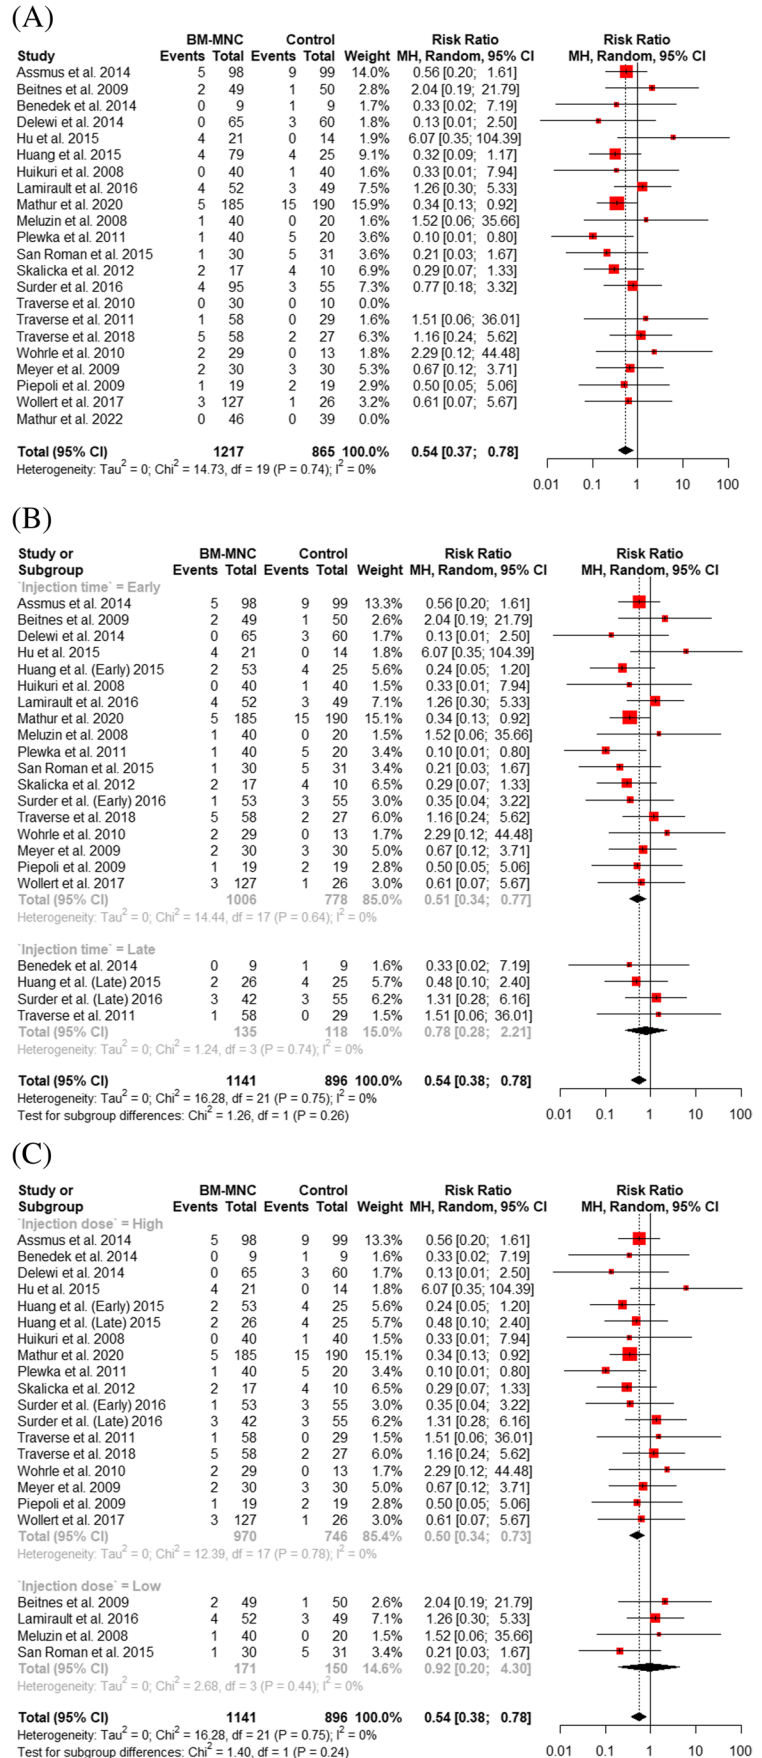 (A)
BM-MNC Control Risk Ratio Risk Ratio
Study Events Total Events Total Weight MH, Random, 95% CI MH, Random, 95% CI
Assmus et al. 2014 5 98 9 99 14.0% 0.56 [0.20; 1.61]
Beitnes et al. 2009 2 49 1 50 2.8% 2.04 [0.19; 21.79]
Benedek et al. 2014 0 9 1 9 1.7% 0.33 [0.02; 7.19]
Delewi et al. 2014 0 65 3 60 1.8% 0.13 [0.01; 2.50]
Hu et al. 2015 4 21 0 14 1.9% 6.07 [0.35; 104.39]
Huang et al. 2015 4 79 4 25 9.1% 0.32 [0.09; 1.17]
Huikuri et al. 2008 0 40 1 40 1.6% 0.33 [0.01; 7.94]
Lamirault et al. 2016 4 52 3 49 7.5% 1.26 [0.30; 5.33]
Mathur et al. 2020 5 185 15 190 15.9% 0.34 [0.13; 0.92]
Meluzin et al. 2008 1 40 0 20 1.6% 1.52 [0.06; 35.66]
Plewka et al. 2011 1 40 5 20 3.6% 0.10 [0.01; 0.80]
San Roman et al. 2015 1 30 5 31 3.6% 0.21 [0.03; 1.67]
Skalicka et al. 2012 2 17 4 10 6.9% 0.29 [0.07; 1.33]
Surder et al. 2016 4 95 3 55 7.3% 0.77 [0.18; 3.32]
Traverse et al. 2010 0 30 0 10 0.0%
Traverse et al. 2011 1 58 0 29 1.6% 1.51 [0.06; 36.01]
Traverse et al. 2018 5 58 2 27 6.3% 1.16 [0.24; 5.62]
Wohrle et al. 2010 2 29 0 13 1.8% 2.29 [0.12; 44.48]
Meyer et al. 2009 2 30 3 30 5.3% 0.67 [0.12; 3.71]
Piepoli et al. 2009 1 19 2 19 2.9% 0.50 [0.05; 5.06]
Wollert et al. 2017 3 127 1 26 3.2% 0.61 [0.07; 5.67]
Mathur et al. 2022 0 46 0 39 0.0%
Total (95% CI) 1217 865 100.0% 0.54 [0.37; 0.78]
Heterogeneity: Tau2 = 0; Chi2 = 14.73, df = 19 (P = 0.74); I2 = 0%
0.01 0.1 1 10 100
(B)
Study or BM-MNC Control Risk Ratio Risk Ratio
Subgroup Events Total Events Total Weight MH, Random, 95% CI MH, Random, 95% CI
`Injection time` = Early
Assmus et al. 2014 5 98 9 99 13.3% 0.56 [0.20; 1.61]
Beitnes et al. 2009 2 49 1 50 2.6% 2.04 [0.19; 21.79]
Delewi et al. 2014 0 65 3 60 1.7% 0.13 [0.01; 2.50]
Hu et al. 2015 4 21 0 14 1.8% 6.07 [0.35; 104.39]
Huang et al. (Early) 2015 2 53 4 25 5.8% 0.24 [0.05; 1.20]
Huikuri et al. 2008 0 40 1 40 1.5% 0.33 [0.01; 7.94]
Lamirault et al. 2016 4 52 3 49 7.1% 1.26 [0.30; 5.33]
Mathur et al. 2020 5 185 15 190 15.1% 0.34 [0.13; 0.92]
Meluzin et al. 2008 1 40 0 20 1.5% 1.52 [0.06; 35.66]
Plewka et al. 2011 1 40 5 20 3.4% 0.10 [0.01; 0.80]
San Roman et al. 2015 1 30 5 31 3.4% 0.21 [0.03; 1.67]
Skalicka et al. 2012 2 17 4 10 6.5% 0.29 [0.07; 1.33]
Surder et al. (Early) 2016 1 53 3 55 3.0% 0.35 [0.04; 3.22]
Traverse et al. 2018 5 58 2 27 6.0% 1.16 [0.24; 5.62]
Wohrle et al. 2010 2 29 0 13 1.7% 2.29 [0.12; 44.48]
Meyer et al. 2009 2 30 3 30 5.0% 0.67 [0.12; 3.71]
Piepoli et al. 2009 1 19 2 19 2.8% 0.50 [0.05; 5.06]
Wollert et al. 2017 3 127 1 26 3.0% 0.61 [0.07; 5.67]
Total (95% CI) 1006 778 85.0% 0.51 [0.34; 0.77]
Heterogeneity: Tau2 = 0; Chi2 = 14.44, df = 17 (P = 0.64); I2 = 0%
`Injection time` = Late
Benedek et al. 2014 0 9 1 9 1.6% 0.33 [0.02; 7.19]
Huang et al. (Late) 2015 2 26 4 25 5.7% 0.48 [0.10; 2.40]
Surder et al. (Late) 2016 3 42 3 55 6.2% 1.31 [0.28; 6.16]
Traverse et al. 2011 1 58 0 29 1.5% 1.51 [0.06; 36.01]
Total (95% CI) 135 118 15.0% 0.78 [0.28; 2.21]
Heterogeneity: Tau2 = 0; Chi2 = 1.24, df = 3 (P = 0.74); I2 = 0%
Total (95% CI) 1141 896 100.0% 0.54 [0.38; 0.78]
Heterogeneity: Tau2 = 0; Chi2 = 16.28, df = 21 (P = 0.75); I2 = 0%
Test for subgroup differences: Chi2 = 1.26, df = 1 (P = 0.26)
0.01 0.1 1 10 100
(C)
Study or BM-MNC Control Risk Ratio Risk Ratio
Subgroup Events Total Events Total Weight MH, Random, 95% CI MH, Random, 95% CI
`Injection dose` = High
Assmus et al. 2014 5 98 9 99 13.3% 0.56 [0.20; 1.61]
Benedek et al. 2014 0 9 1 9 1.6% 0.33 [0.02; 7.19]
Delewi et al. 2014 0 65 3 60 1.7% 0.13 [0.01; 2.50]
Hu et al. 2015 4 21 0 14 1.8% 6.07 [0.35; 104.39]
Huang et al. (Early) 2015 2 53 4 25 5.8% 0.24 [0.05; 1.20]
Huang et al. (Late) 2015 2 26 4 25 5.7% 0.48 [0.10; 2.40]
Huikuri et al. 2008 0 40 1 40 1.5% 0.33 [0.01; 7.94]
Mathur et al. 2020 5 185 15 190 15.1% 0.34 [0.13; 0.92]
Plewka et al. 2011 1 40 5 20 3.4% 0.10 [0.01; 0.80]
Skalicka et al. 2012 2 17 4 10 6.5% 0.29 [0.07; 1.33]
Surder et al. (Early) 2016 1 53 3 55 3.0% 0.35 [0.04; 3.22]
Surder et al. (Late) 2016 3 42 3 55 6.2% 1.31 [0.28; 6.16]
Traverse et al. 2011 1 58 0 29 1.5% 1.51 [0.06; 36.01]
Traverse et al. 2018 5 58 2 27 6.0% 1.16 [0.24; 5.62]
Wohrle et al. 2010 2 29 0 13 1.7% 2.29 [0.12; 44.48]
Meyer et al. 2009 2 30 3 30 5.0% 0.67 [0.12; 3.71]
Piepoli et al. 2009 1 19 2 19 2.8% 0.50 [0.05; 5.06]
Wollert et al. 2017 3 127 1 26 3.0% 0.61 [0.07; 5.67]
Total (95% CI) 970 746 85.4% 0.50 [0.34; 0.73]
Heterogeneity: Tau2 = 0; Chi2 = 12.39, df = 17 (P = 0.78); I2 = 0%
`Injection dose` = Low
Beitnes et al. 2009 2 49 1 50 2.6% 2.04 [0.19; 21.79]
Lamirault et al. 2016 4 52 3 49 7.1% 1.26 [0.30; 5.33]
Meluzin et al. 2008 1 40 0 20 1.5% 1.52 [0.06; 35.66]
San Roman et al. 2015 1 30 5 31 3.4% 0.21 [0.03; 1.67]
Total (95% CI) 171 150 14.6% 0.92 [0.20; 4.30]
Heterogeneity: Tau2 = 0; Chi2 = 2.68, df = 3 (P = 0.44); I2 = 0%
Total (95% CI) 1141 896 100.0% 0.54 [0.38; 0.78]
Heterogeneity: Tau2 = 0; Chi2 = 16.28, df = 21 (P = 0.75); I2 = 0%
Test for subgroup differences: Chi2 = 1.40, df = 1 (P = 0.24)
0.01 0.1 1 10 100